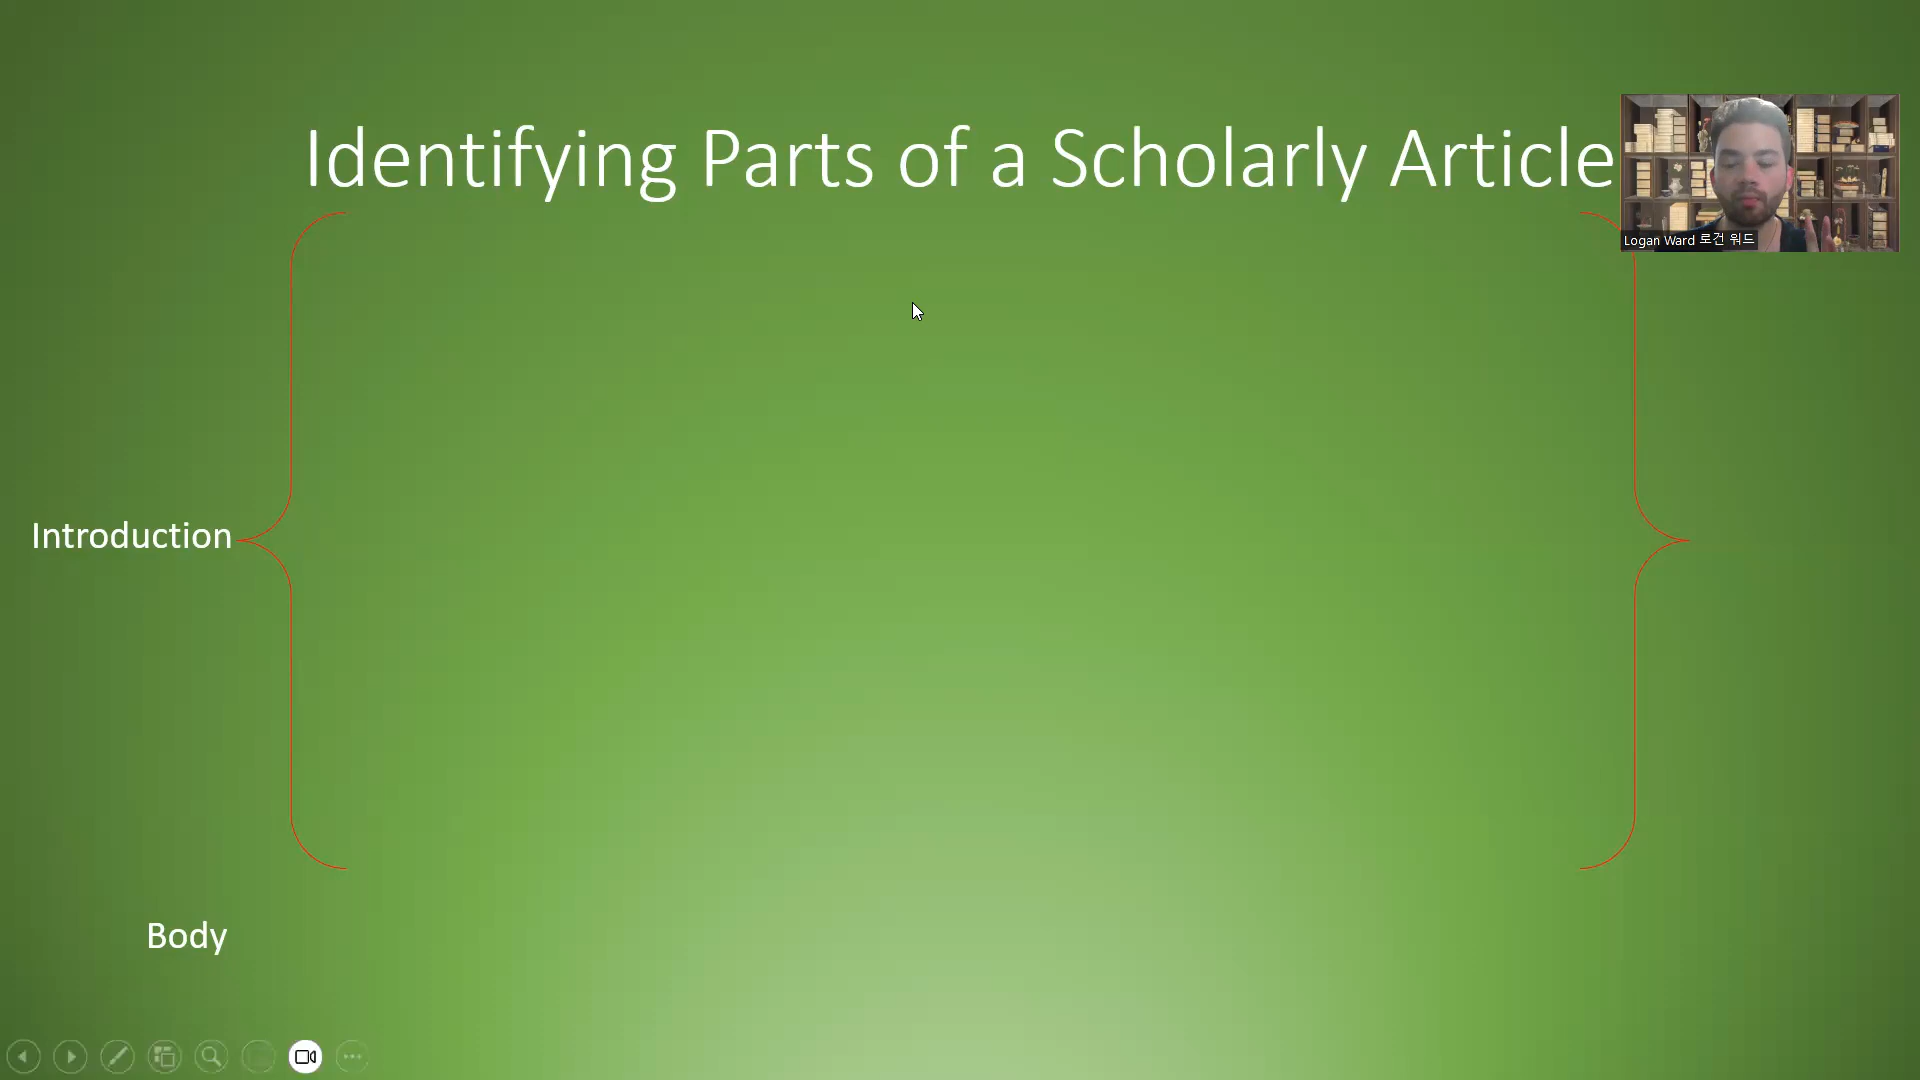 Identifying Parts of a Scholarly Article
Logan Ward 로건 워드
Introduction
Body